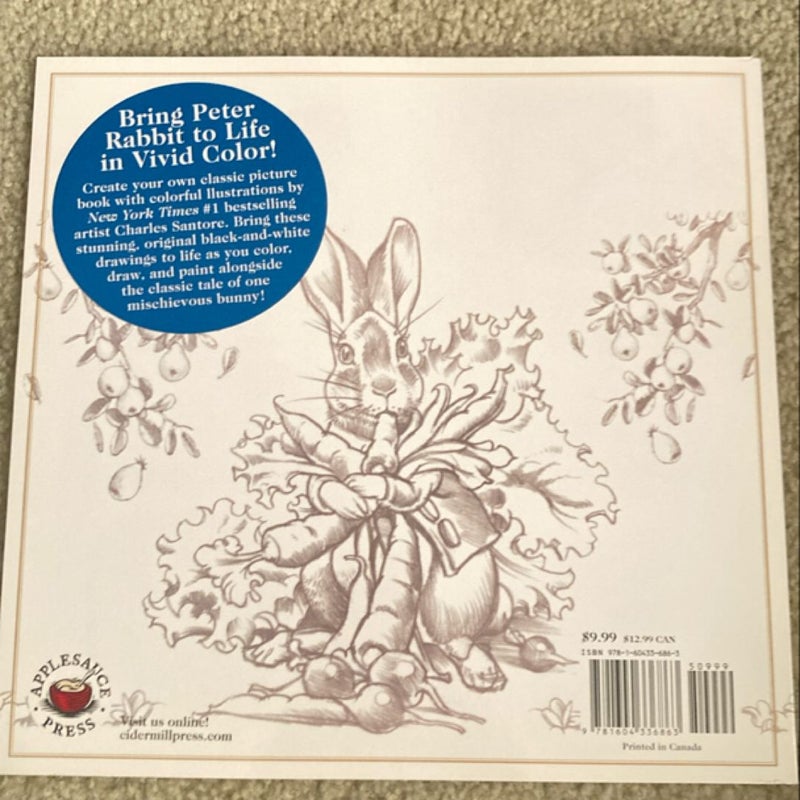 Bring Peter
Rabbit to Life
in Vivid Color!
Create your own classic picture
book with colorful llustrations by
New York Times #1 bestselling
artist Charles Santore. Bring these
stunning, original black-and-white
drawings to life as you color,
draw, and paint alongside
the classic tale of one
mischievous bunny!
$9.99 $12.99 CAN
ISBN 978-1-60433-686-3
50999
9 781604 336863
Printed in Canada
APPLESAUCE
PRESS
Visit us online!
cidermillpress.com